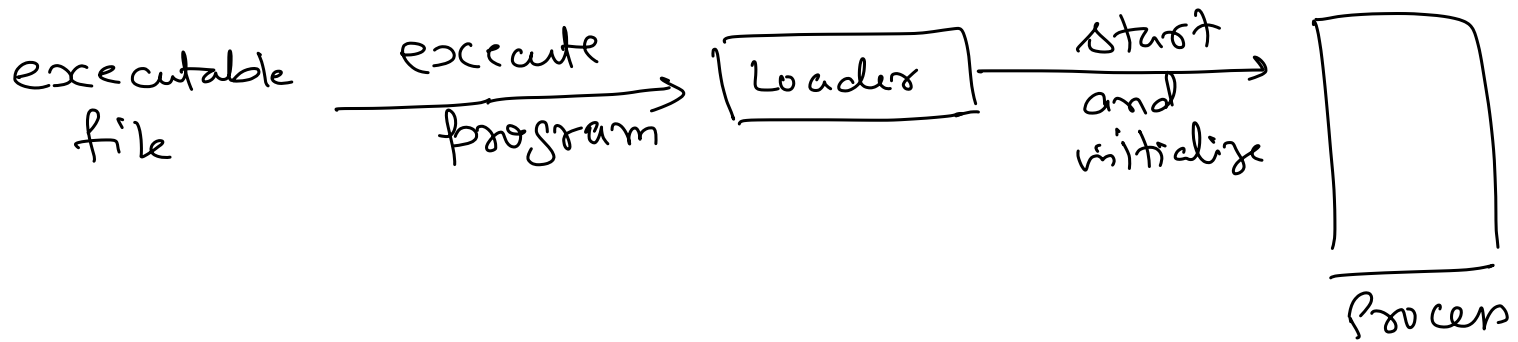 executable
file
execute
program
Loader
start
and
initialize
Process